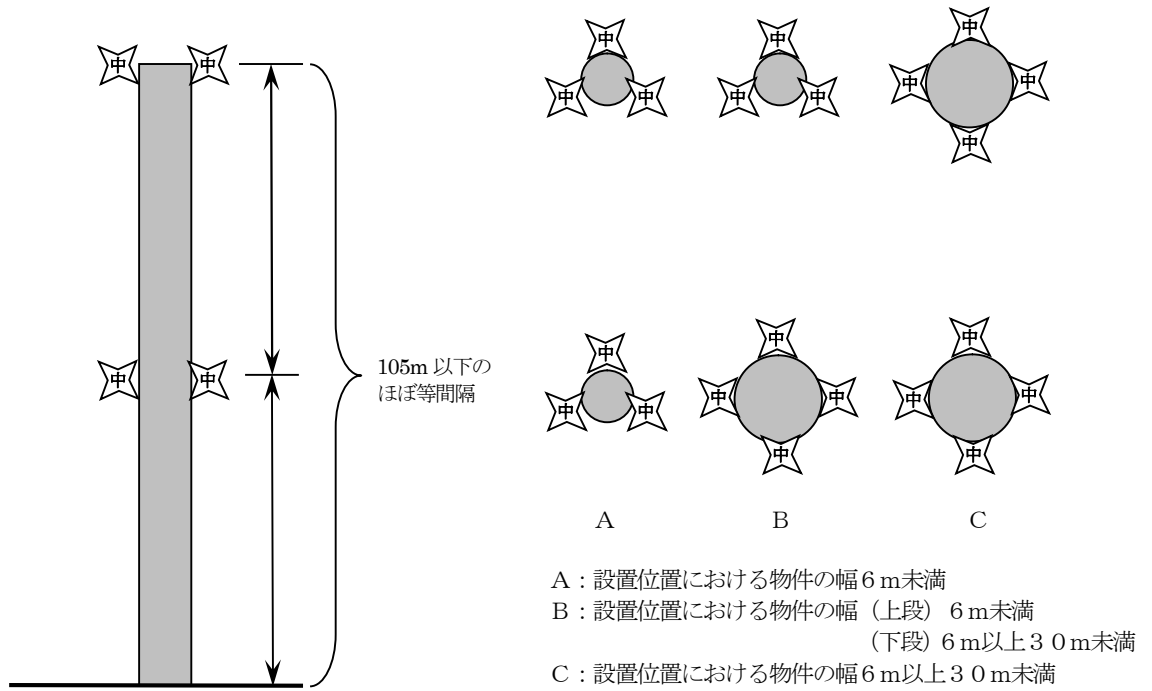 中 中
中 中 中
中 中 中 中 中 中
中
中 中
中 中 中
105m 以下の
ほぼ等間隔
中 中 中 中 中 中
中 中
A B C
A：設置位置における物件の幅６ｍ未満
B：設置位置における物件の幅（上段）６ｍ未満
（下段）６ｍ以上３０ｍ未満
C：設置位置における物件の幅６ｍ以上３０ｍ未満